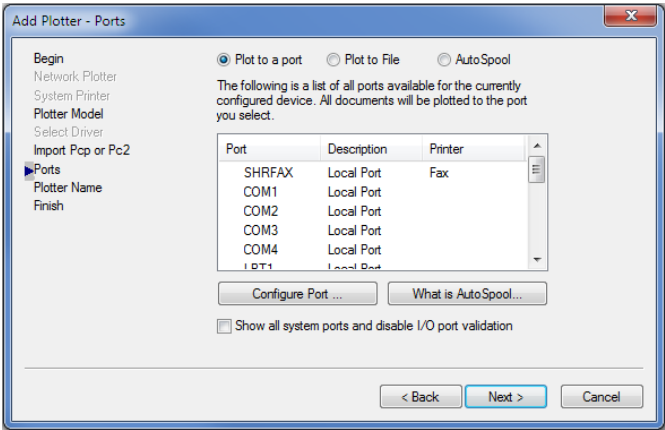 Add Plotter - Ports
Begin
Network Plotter
System Printer
Plotter Model
Select Driver
Import Pcp or Pc2
Ports
Plotter Name
Finish
Plot to a port Plot to File AutoSpool
The following is a list of all ports available for the currently
configured device. All documents will be plotted to the port
you select.
Port Description Printer
SHRFAX Local Port Fax
COM1 Local Port
COM2 Local Port
COM3 Local Port
COM4 Local Port
LPT1 Local Port
Configure Port ... What is AutoSpool...
Show all system ports and disable I/O port validation
< Back Next > Cancel